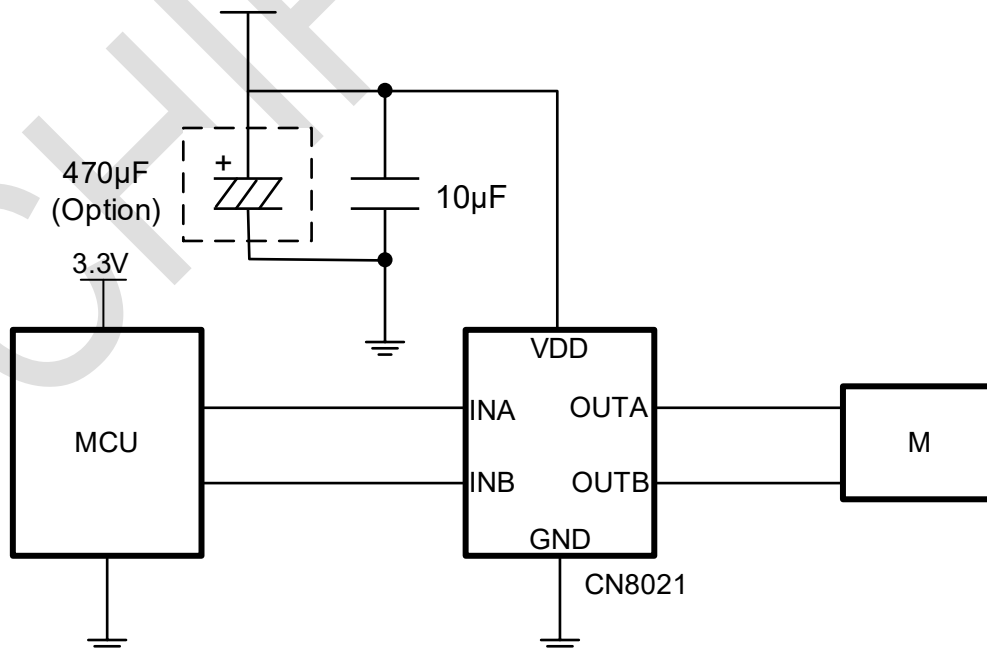 +
470µF
(Option)
10µF
3.3V
VDD
MCU
INA
OUTA
M
INB
OUTB
GND
CN8021